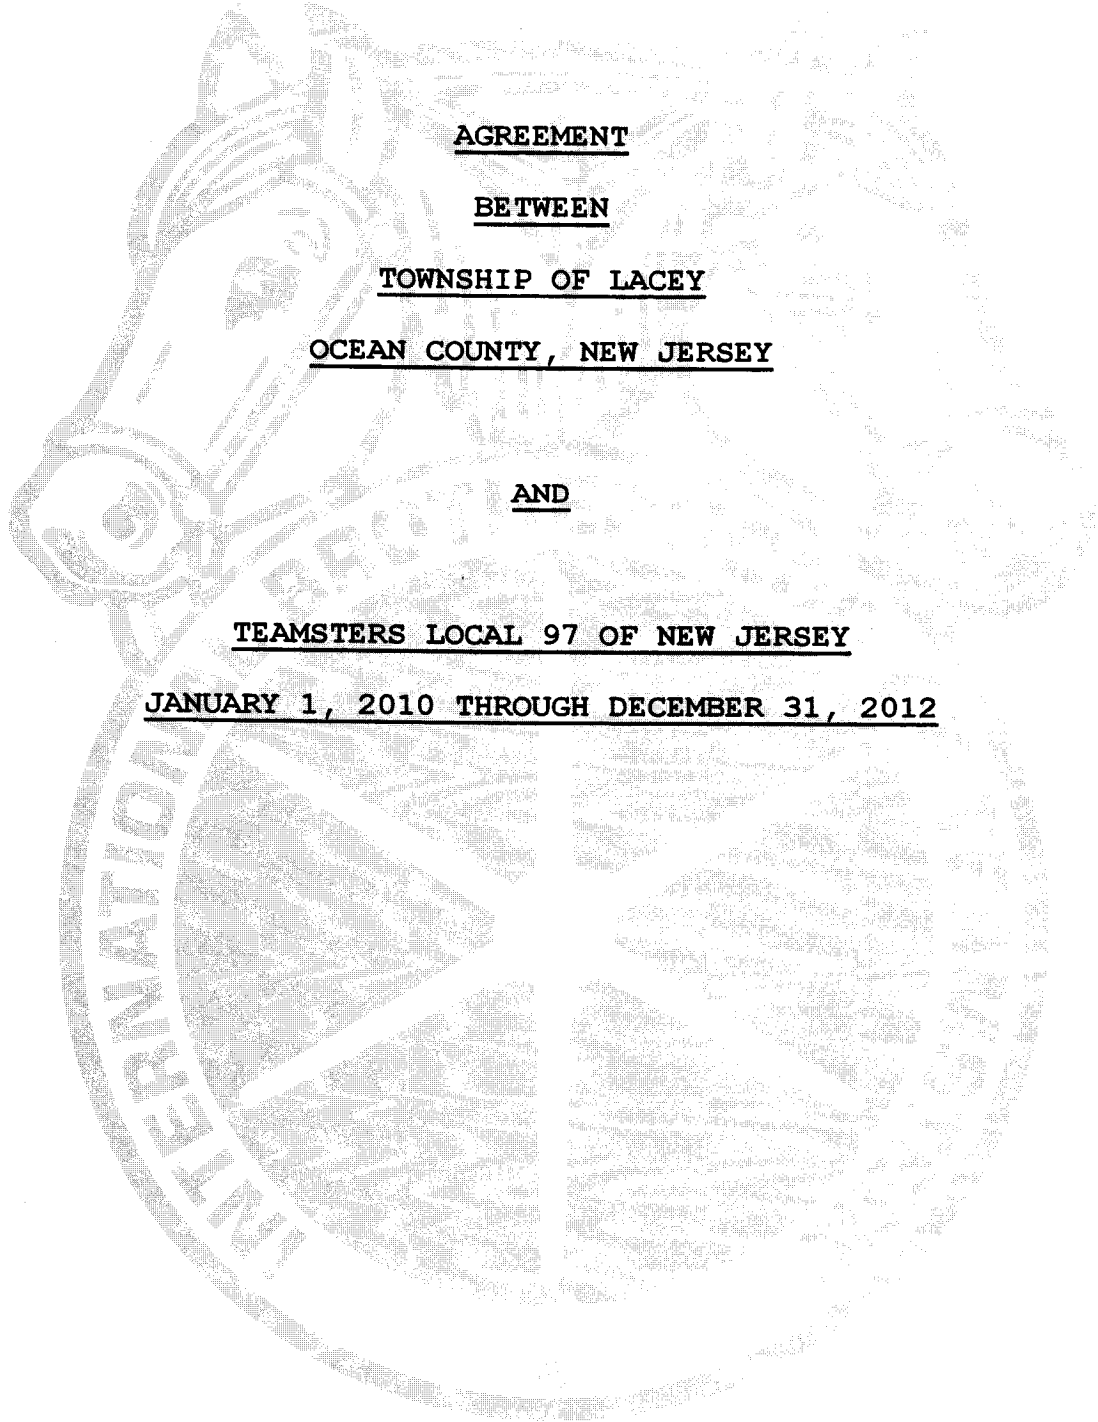 AGREEMENT
BETWEEN
TOWNSHIP OF LACEY
OCEAN COUNTY, NEW JERSEY
AND
TEAMSTERS LOCAL 97 OF NEW JERSEY
JANUARY 1, 2010 THROUGH DECEMBER 31, 2012
INTERNATION